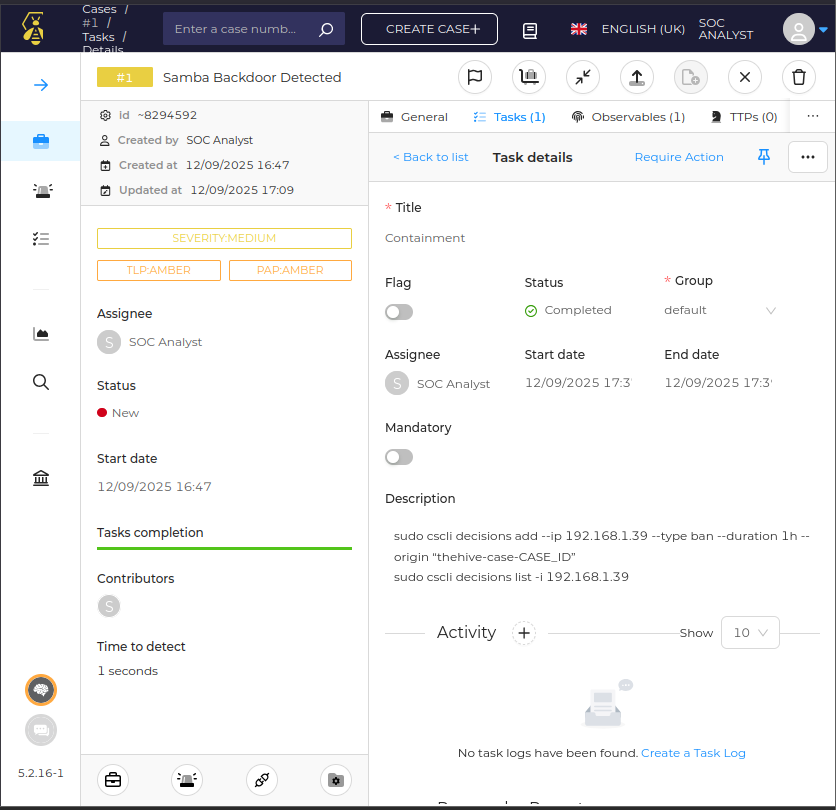 Cases /
#1 /
Tasks /
Details
Enter a case numb...
CREATE CASE+
ENGLISH (UK)
SOC ANALYST
#1
Samba Backdoor Detected
id ~8294592
Created by SOC Analyst
Created at 12/09/2025 16:47
Updated at 12/09/2025 17:09
SEVERITY:MEDIUM
TLP:AMBER
PAP:AMBER
Assignee
S SOC Analyst
Status
New
Start date
12/09/2025 16:47
Tasks completion
Contributors
S
Time to detect
1 seconds
5.2.16-1
General
Tasks (1)
Observables (1)
TTPs (0)
...
< Back to list
Task details
Require Action
* Title
Containment
Flag
Status
* Group
Completed
default
Assignee
Start date
End date
S SOC Analyst
12/09/2025 17:3
12/09/2025 17:3
Mandatory
Description
sudo cscli decisions add --ip 192.168.1.39 --type ban --duration 1h --
origin “thehive-case-CASE_ID”
sudo cscli decisions list -i 192.168.1.39
Activity
+
Show
10
No task logs have been found. Create a Task Log